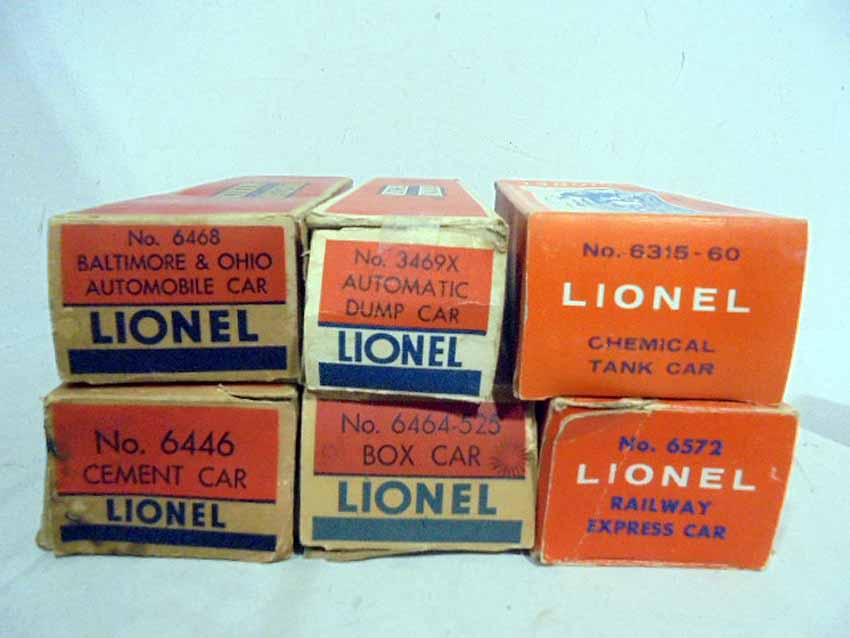 No. 6468
BALTIMORE & OHIO
AUTOMOBILE CAR
LIONEL
No. 3469X
AUTOMATIC
DUMP CAR
LIONEL
No. 6315-60
LIONEL
CHEMICAL
TANK CAR
No. 6446
CEMENT CAR
LIONEL
No. 6464-525
BOX CAR
LIONEL
No. 6572
LIONEL
RAILWAY
EXPRESS CAR